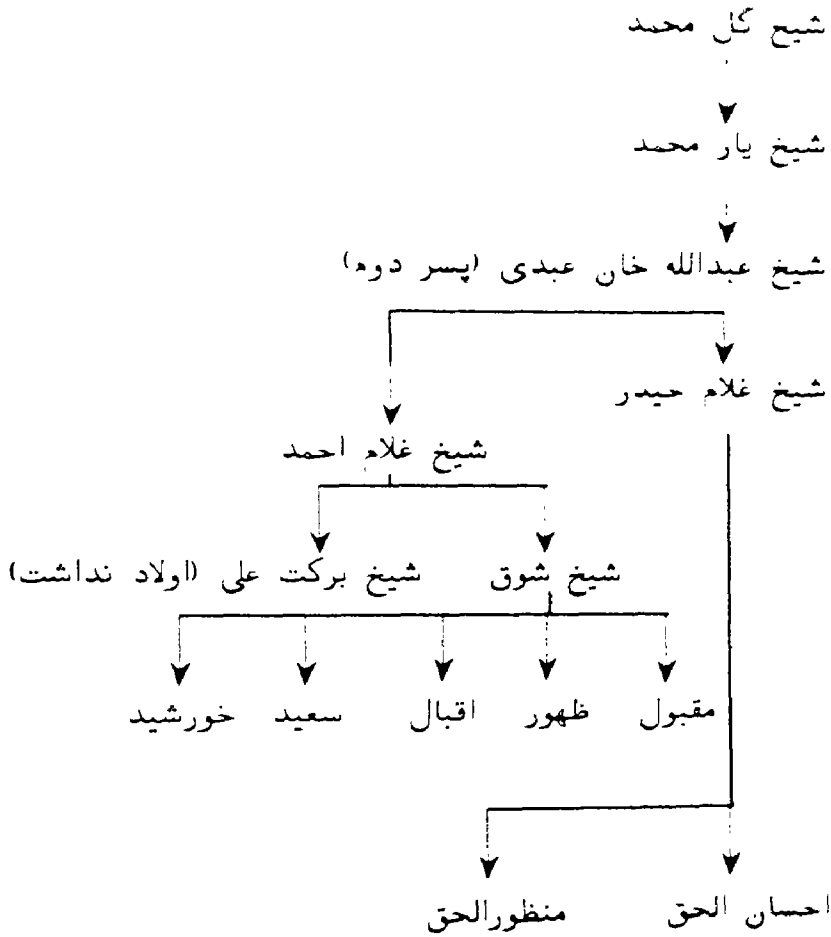 شیخ گل محمد
شیخ یار محمد
شیخ عبدالله خان عبدی (پسر دوم)
شیخ غلام حیدر
شیخ غلام احمد
شیخ شوق شیخ برکت علی (اولاد نداشت)
مقبول ظهور اقبال سعید خورشید
احسان الحق منظورالحق